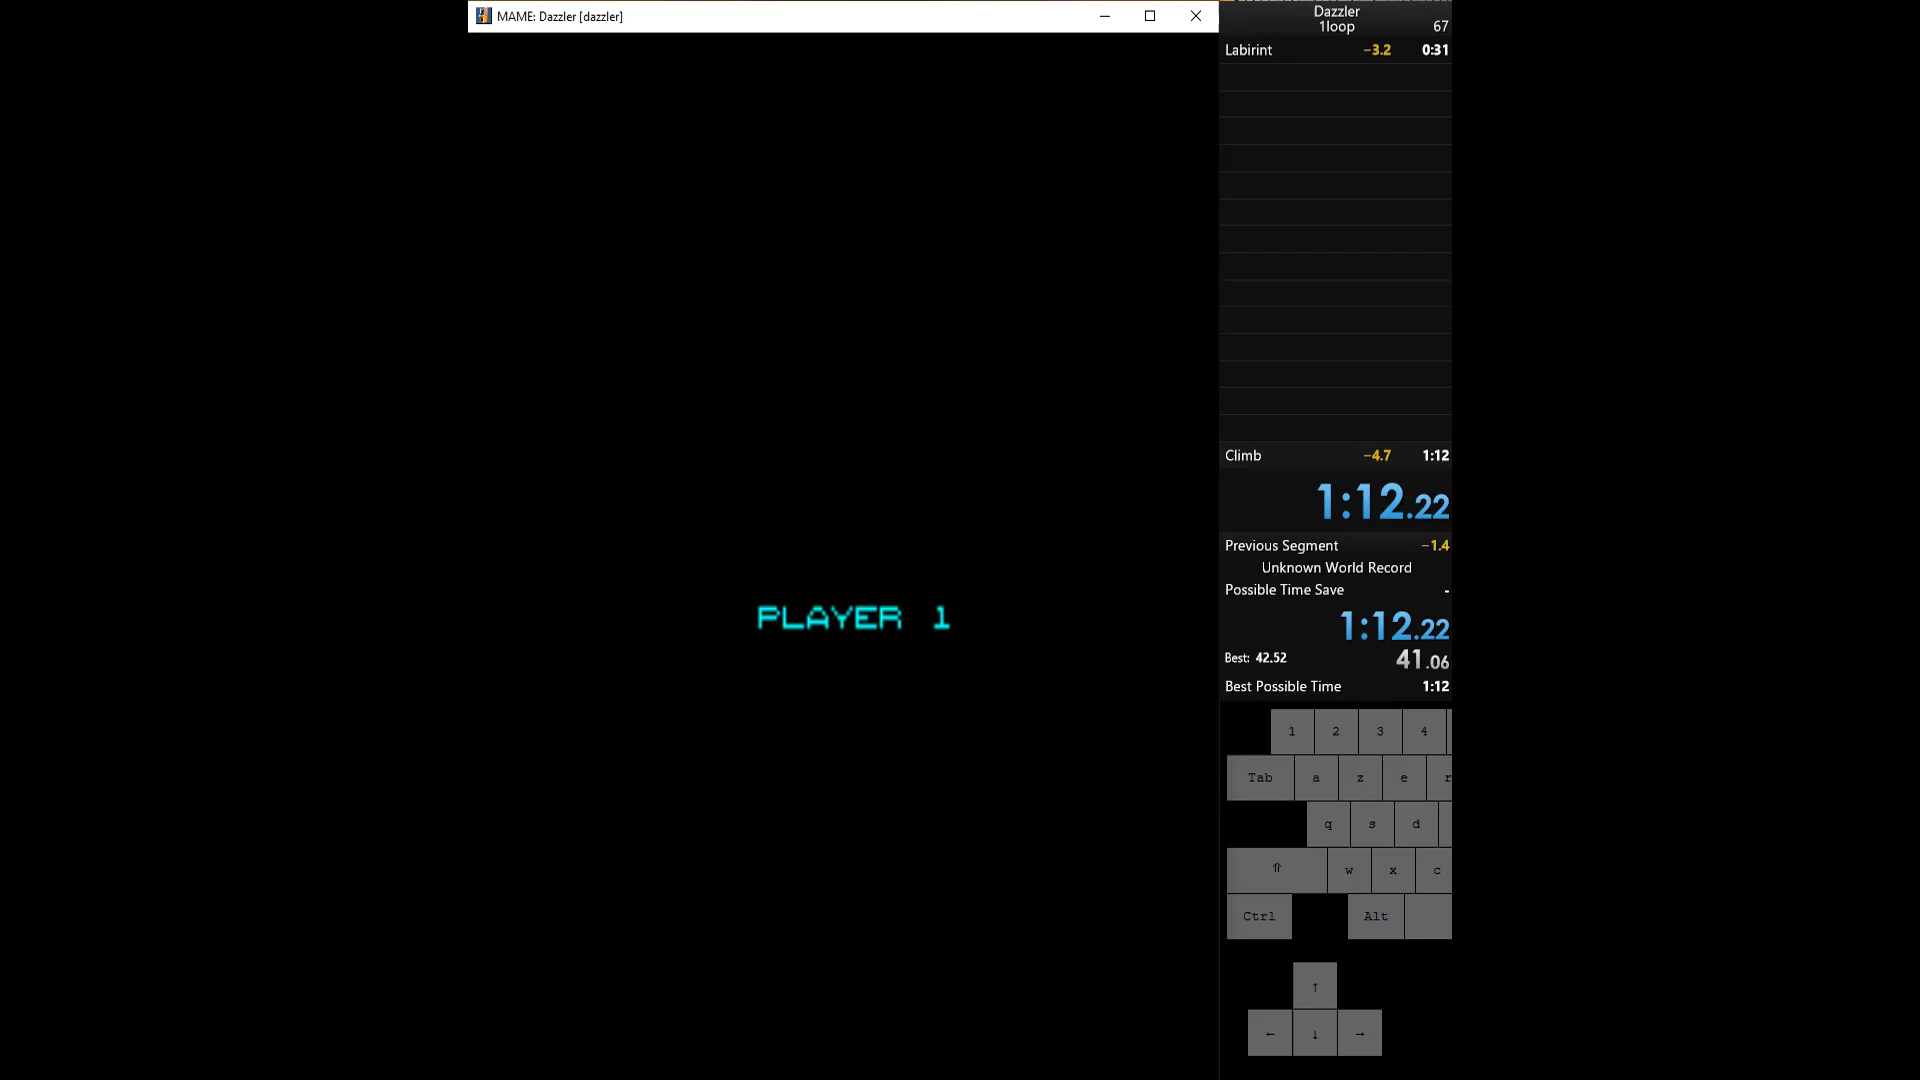 MAME: Dazzler [dazzler]
Dazzler
1loop 67
Labirint −3.2 0:31
Climb −4.7 1:12
1:12.22
Previous Segment −1.4
Unknown World Record
Possible Time Save -
1:12.22
Best: 42.52 41.06
Best Possible Time 1:12
PLAYER 1
1 2 3 4
Tab a z e r
q s d
⇑ w x c
Ctrl Alt
↑
← ↓ →